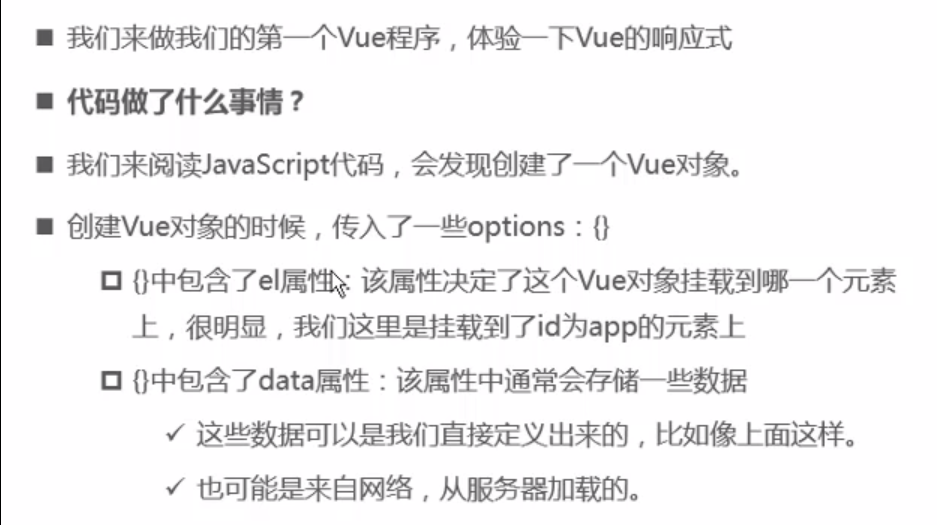 我们来做我们的第一个Vue程序，体验一下Vue的响应式
代码做了什么事情？
我们来阅读JavaScript代码，会发现创建了一个Vue对象。
创建Vue对象的时候，传入了一些options：{}
{}中包含了el属性：该属性决定了这个Vue对象挂载到哪一个元素
上，很明显，我们这里是挂载到了id为app的元素上
{}中包含了data属性：该属性中通常会存储一些数据
这些数据可以是我们直接定义出来的，比如像上面这样。
也可能是来自网络，从服务器加载的。